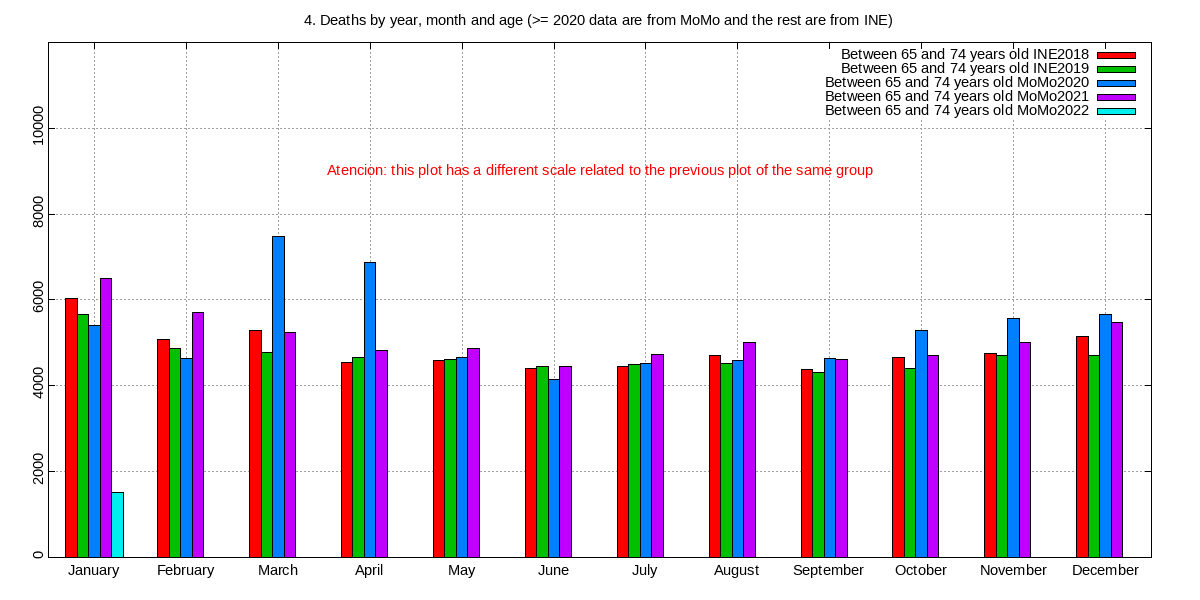 4. Deaths by year, month and age (>= 2020 data are from MoMo and the rest are from INE)
Between 65 and 74 years old INE2018
Between 65 and 74 years old INE2019
Between 65 and 74 years old MoMo2020
Between 65 and 74 years old MoMo2021
Between 65 and 74 years old MoMo2022
10000
Atencion: this plot has a different scale related to the previous plot of the same group
8000
6000
4000
2000
0
January February March April May June July August September October November December